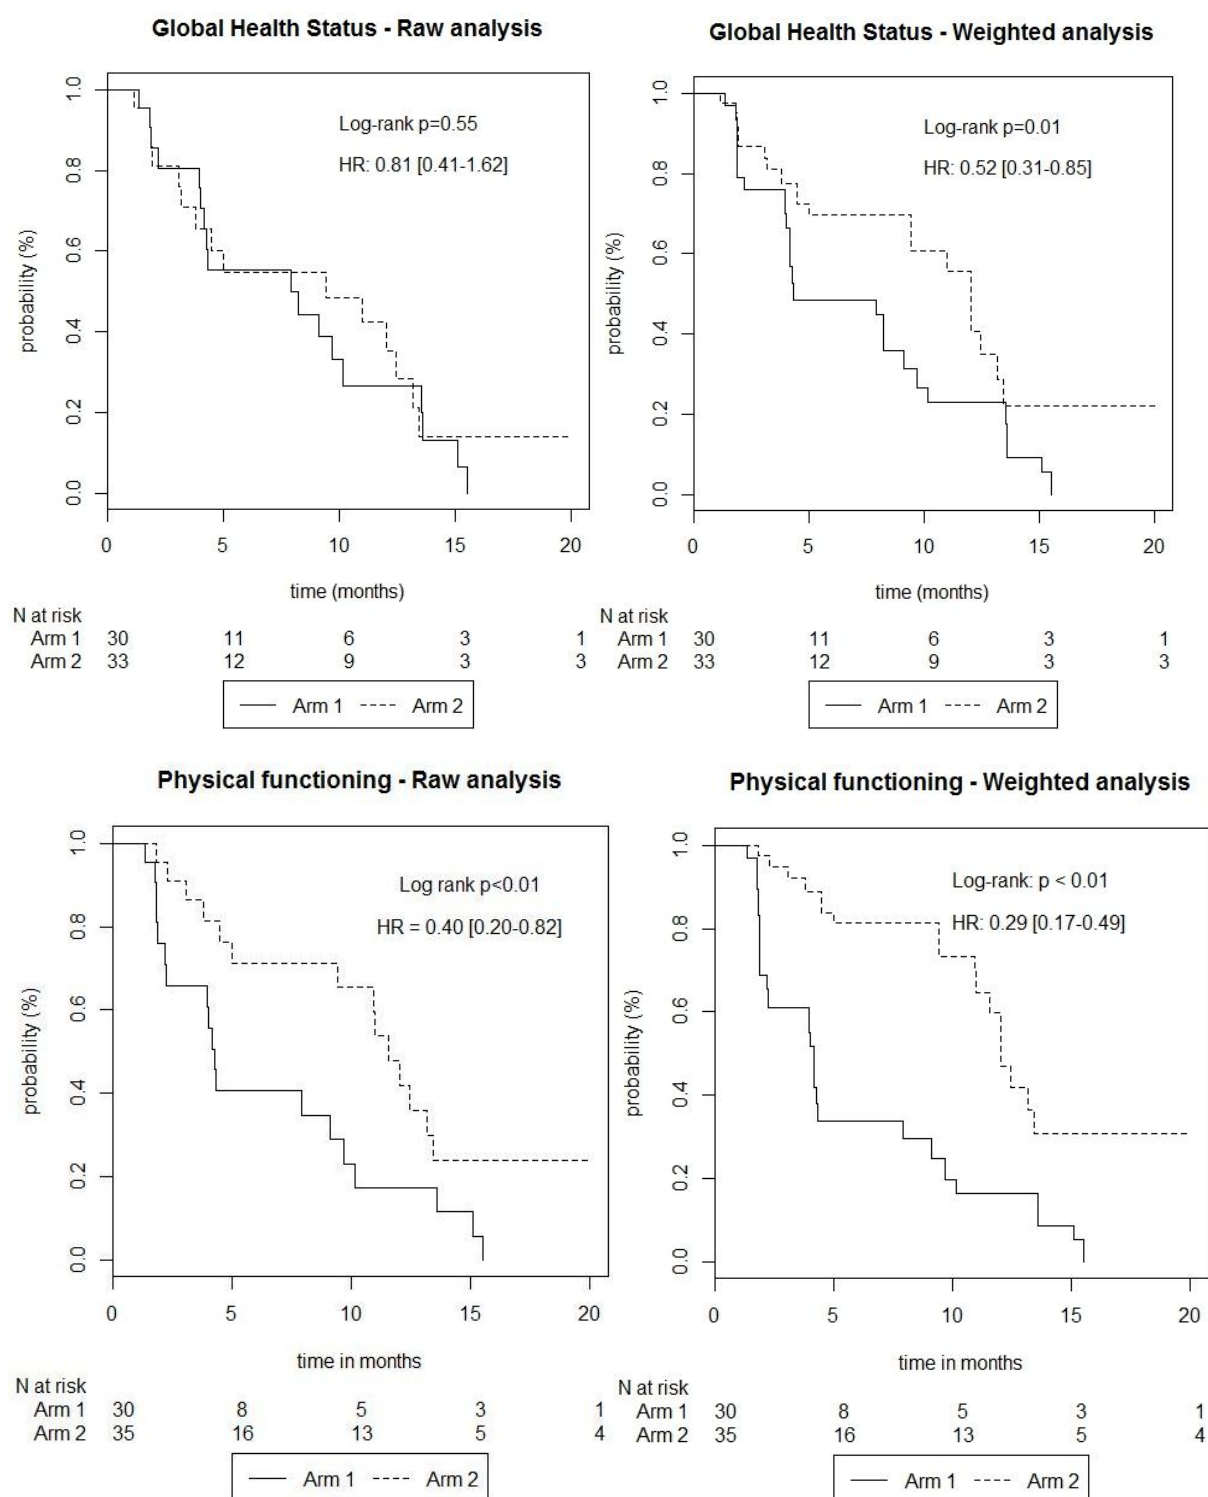 Global Health Status - Raw analysis
Log-rank p=0.55
HR: 0.81 [0.41-1.62]
probability (%)
1.0
0.8
0.6
0.4
0.2
0.0
0 5 10 15 20
time (months)
N at risk
Arm 1 30 11 6 3 1
Arm 2 33 12 9 3 3
Arm 1 Arm 2
Global Health Status - Weighted analysis
Log-rank p=0.01
HR: 0.52 [0.31-0.85]
probability (%)
1.0
0.8
0.6
0.4
0.2
0.0
0 5 10 15 20
time (months)
N at risk
Arm 1 30 11 6 3 1
Arm 2 33 12 9 3 3
Arm 1 Arm 2
Physical functioning - Raw analysis
Log rank p<0.01
HR = 0.40 [0.20-0.82]
probability (%)
1.0
0.8
0.6
0.4
0.2
0.0
0 5 10 15 20
time in months
N at risk
Arm 1 30 8 5 3 1
Arm 2 35 16 13 5 4
Arm 1 Arm 2
Physical functioning - Weighted analysis
Log-rank: p < 0.01
HR: 0.29 [0.17-0.49]
probability (%)
1.0
0.8
0.6
0.4
0.2
0.0
0 5 10 15 20
time in months
N at risk
Arm 1 30 8 5 3 1
Arm 2 35 16 13 5 4
Arm 1 Arm 2